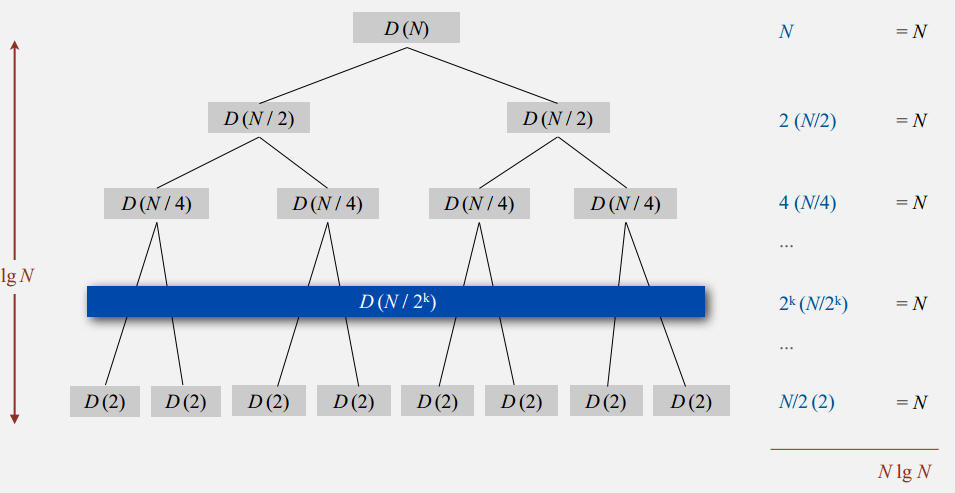 D (N) N = N
D (N / 2) D (N / 2) 2 (N/2) = N
D (N / 4) D (N / 4) D (N / 4) D (N / 4) 4 (N/4) = N
...
lg N
D (N / 2ᵏ) 2ᵏ (N/2ᵏ) = N
...
D (2) D (2) D (2) D (2) D (2) D (2) D (2) D (2) N/2 (2) = N
N lg N